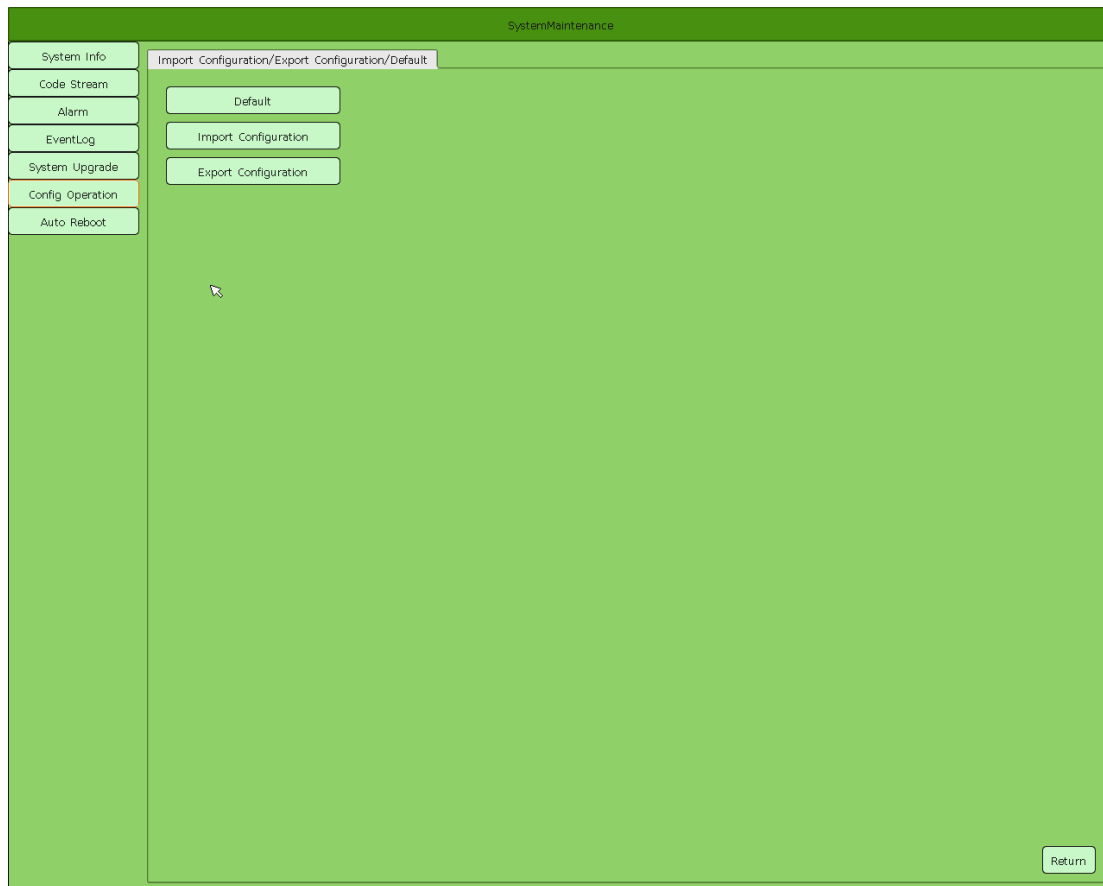 SystemMaintenance
System Info
Code Stream
Alarm
EventLog
System Upgrade
Config Operation
Auto Reboot
Import Configuration/Export Configuration/Default
Default
Import Configuration
Export Configuration
Return